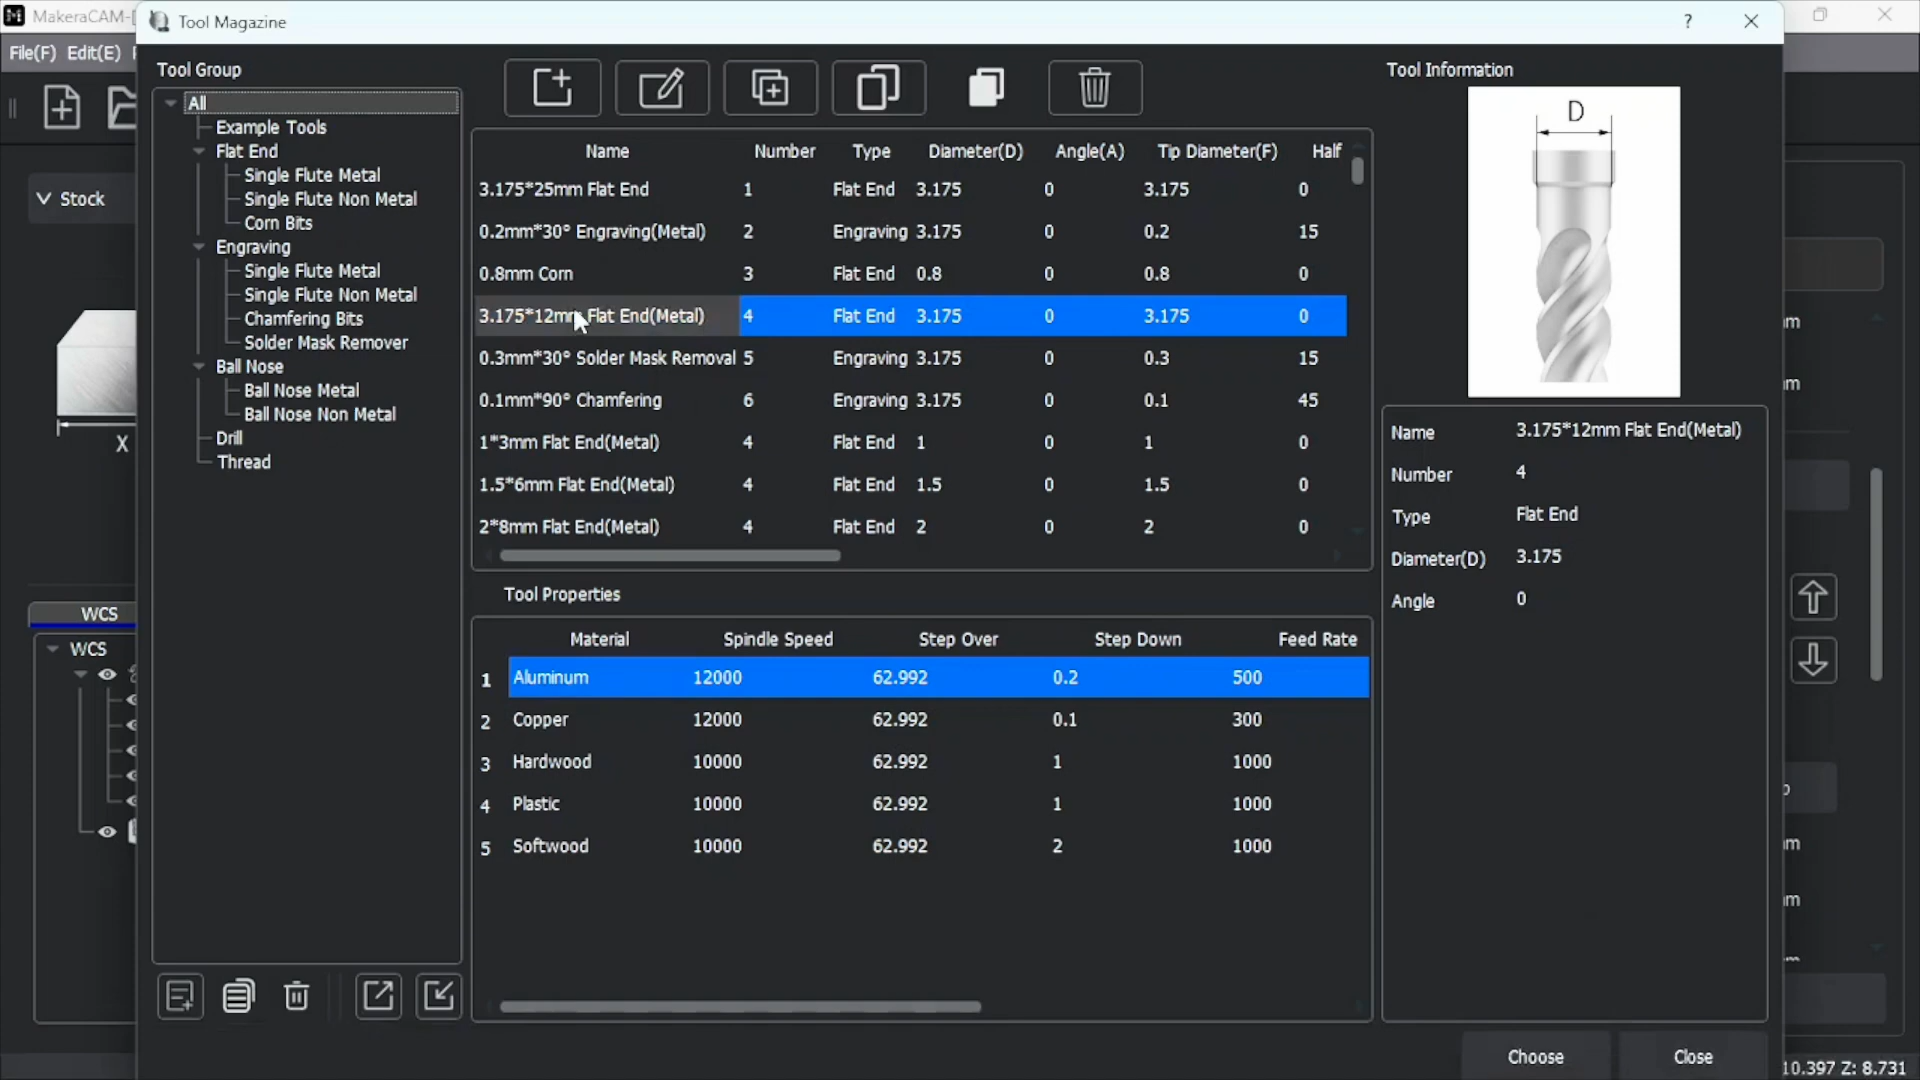 MakeraCAM-
Tool Magazine
?
File(F) Edit(E)
Tool Group
All
Example Tools
Flat End
Single Flute Metal
Single Flute Non Metal
Corn Bits
Engraving
Single Flute Metal
Single Flute Non Metal
Chamfering Bits
Solder Mask Remover
Ball Nose
Ball Nose Metal
Ball Nose Non Metal
Drill
Thread
Stock
X
WCS
WCS
Name Number Type Diameter(D) Angle(A) Tip Diameter(F) Half
3.175*25mm Flat End 1 Flat End 3.175 0 3.175 0
0.2mm*30° Engraving(Metal) 2 Engraving 3.175 0 0.2 15
0.8mm Corn 3 Flat End 0.8 0 0.8 0
3.175*12mm Flat End(Metal) 4 Flat End 3.175 0 3.175 0
0.3mm*30° Solder Mask Removal 5 Engraving 3.175 0 0.3 15
0.1mm*90° Chamfering 6 Engraving 3.175 0 0.1 45
1*3mm Flat End(Metal) 4 Flat End 1 0 1 0
1.5*6mm Flat End(Metal) 4 Flat End 1.5 0 1.5 0
2*8mm Flat End(Metal) 4 Flat End 2 0 2 0
Tool Properties
Material Spindle Speed Step Over Step Down Feed Rate
1 Aluminum 12000 62.992 0.2 500
2 Copper 12000 62.992 0.1 300
3 Hardwood 10000 62.992 1 1000
4 Plastic 10000 62.992 1 1000
5 Softwood 10000 62.992 2 1000
Tool Information
D
Name 3.175*12mm Flat End(Metal)
Number 4
Type Flat End
Diameter(D) 3.175
Angle 0
Choose Close
10.397 Z: 8.731